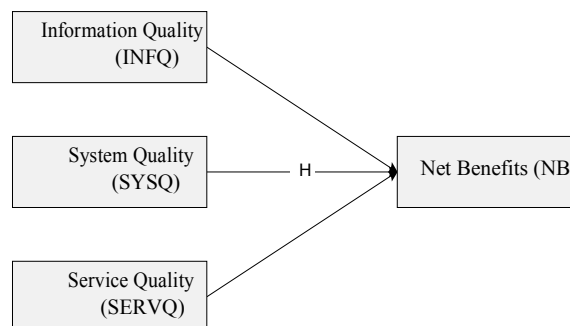 Information Quality
(INFQ)
System Quality
(SYSQ)
H
Net Benefits (NB
Service Quality
(SERVQ)